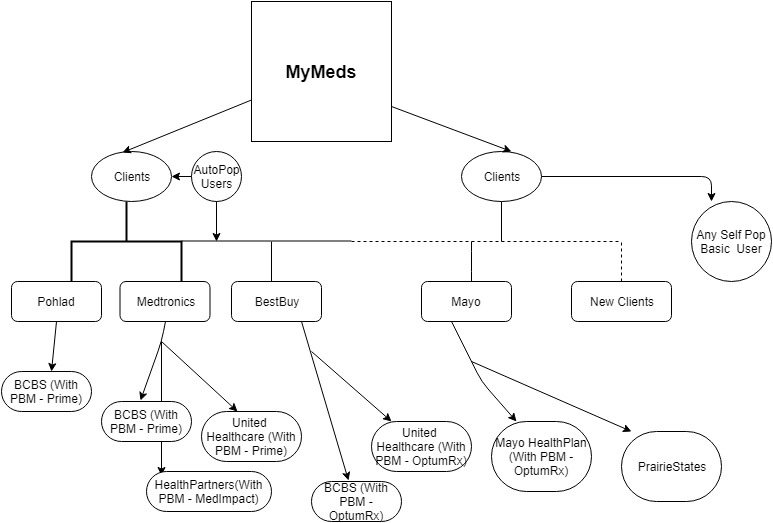 MyMeds
Clients
AutoPop
Users
Clients
Any Self Pop
Basic User
Pohlad
Medtronics
BestBuy
Mayo
New Clients
BCBS (With
PBM - Prime)
BCBS (With
PBM - Prime)
United
Healthcare (With
PBM - Prime)
HealthPartners(With
PBM - MedImpact)
United
Healthcare (With
PBM - OptumRx)
BCBS (With
PBM -
OptumRx)
Mayo HealthPlan
(With PBM -
OptumRx)
PrairieStates